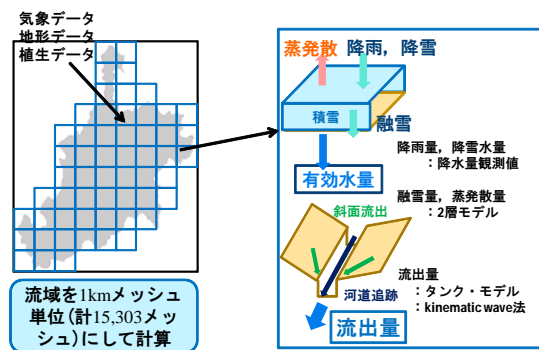 気象データ
地形データ
植生データ
流域を1kmメッシュ
単位（計15,303メッ
シュ）にして計算
蒸発散 降雨，降雪
積雪
融雪
有効水量
降雨量，降雪水量
：降水量観測値
融雪量，蒸発散量
：2層モデル
斜面流出
河道追跡
流出量
流出量
：タンク・モデル
：kinematic wave法